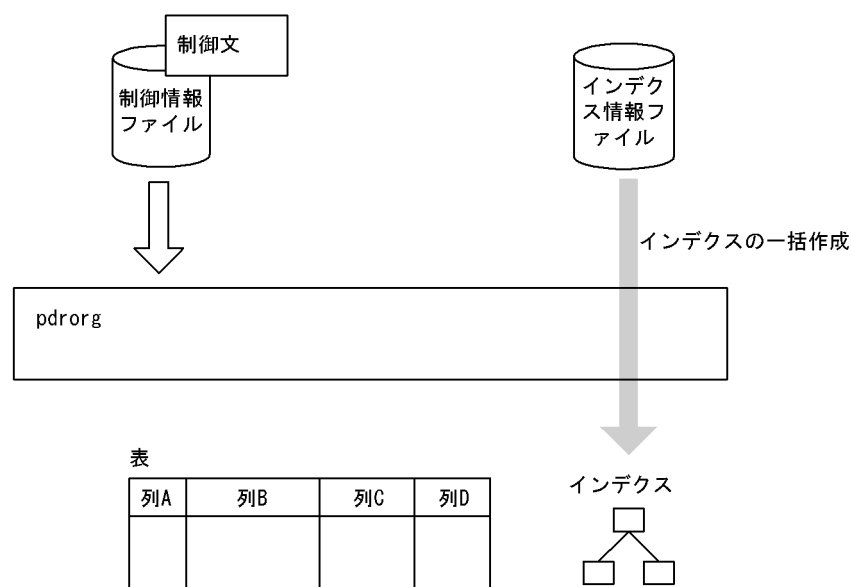 制御文
制御情報
ファイル
インデク
ス情報フ
ァイル
インデクスの一括作成
pdrorg
表
列A
列B
列C
列D
インデクス